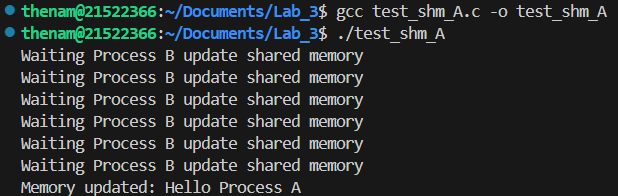 thenam@21522366:~/Documents/Lab_3$ gcc test_shm_A.c -o test_shm_A
thenam@21522366:~/Documents/Lab_3$ ./test_shm_A
Waiting Process B update shared memory
Waiting Process B update shared memory
Waiting Process B update shared memory
Waiting Process B update shared memory
Waiting Process B update shared memory
Waiting Process B update shared memory
Memory updated: Hello Process A